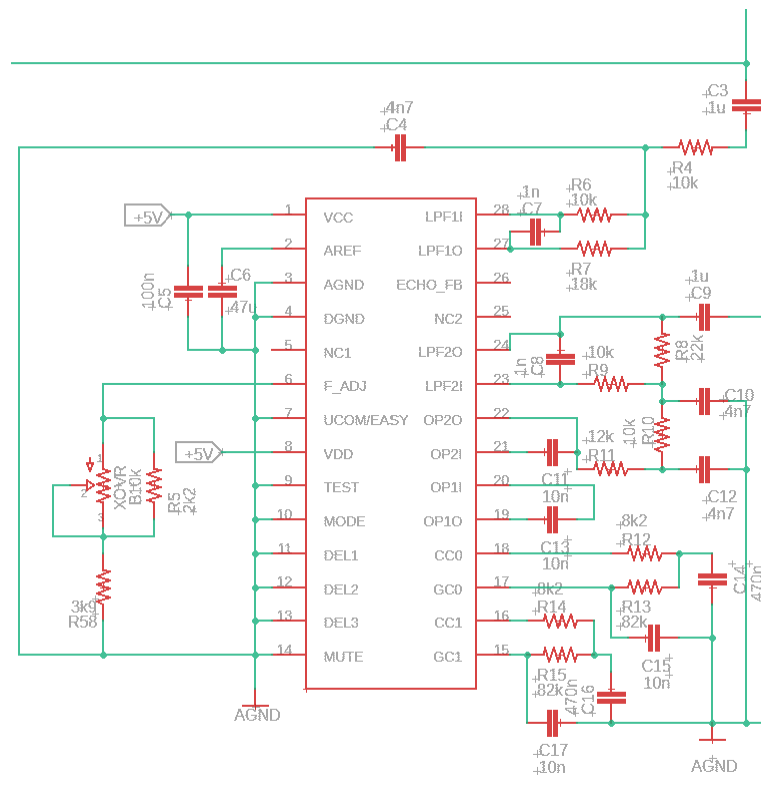 C3
1u
4n7
C4
R4
10k
+5V
1 VCC
LPF1I 28
1n
C7
R6
10k
2 AREF
LPF1O 27
R7
18k
100n
C5
C6
47u
3 AGND
ECHO_FB 26
4 DGND
NC2 25
1u
C9
5 NC1
LPF2O 24
1n
C8
R8
22k
6 F_ADJ
LPF2I 23
10k
R9
C10
4n7
7 UCOM/EASY
OP2O 22
10k
R10
+5V
8 VDD
OP2I 21
12k
R11
C11
10n
1
2
3
XOVR
B10k
R5
2k2
9 TEST
OP1I 20
C12
4n7
10 MODE
OP1O 19
C13
10n
8k2
R12
11 DEL1
CC0 18
C14
470n
12 DEL2
GC0 17
8k2
R14
R13
82k
3k9
R58
13 DEL3
CC1 16
C15
10n
14 MUTE
GC1 15
R15
82k
470n
C16
AGND
C17
10n
AGND